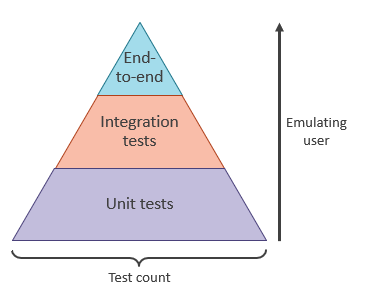 End-
to-end
Integration
tests
Emulating
user
Unit tests
Test count